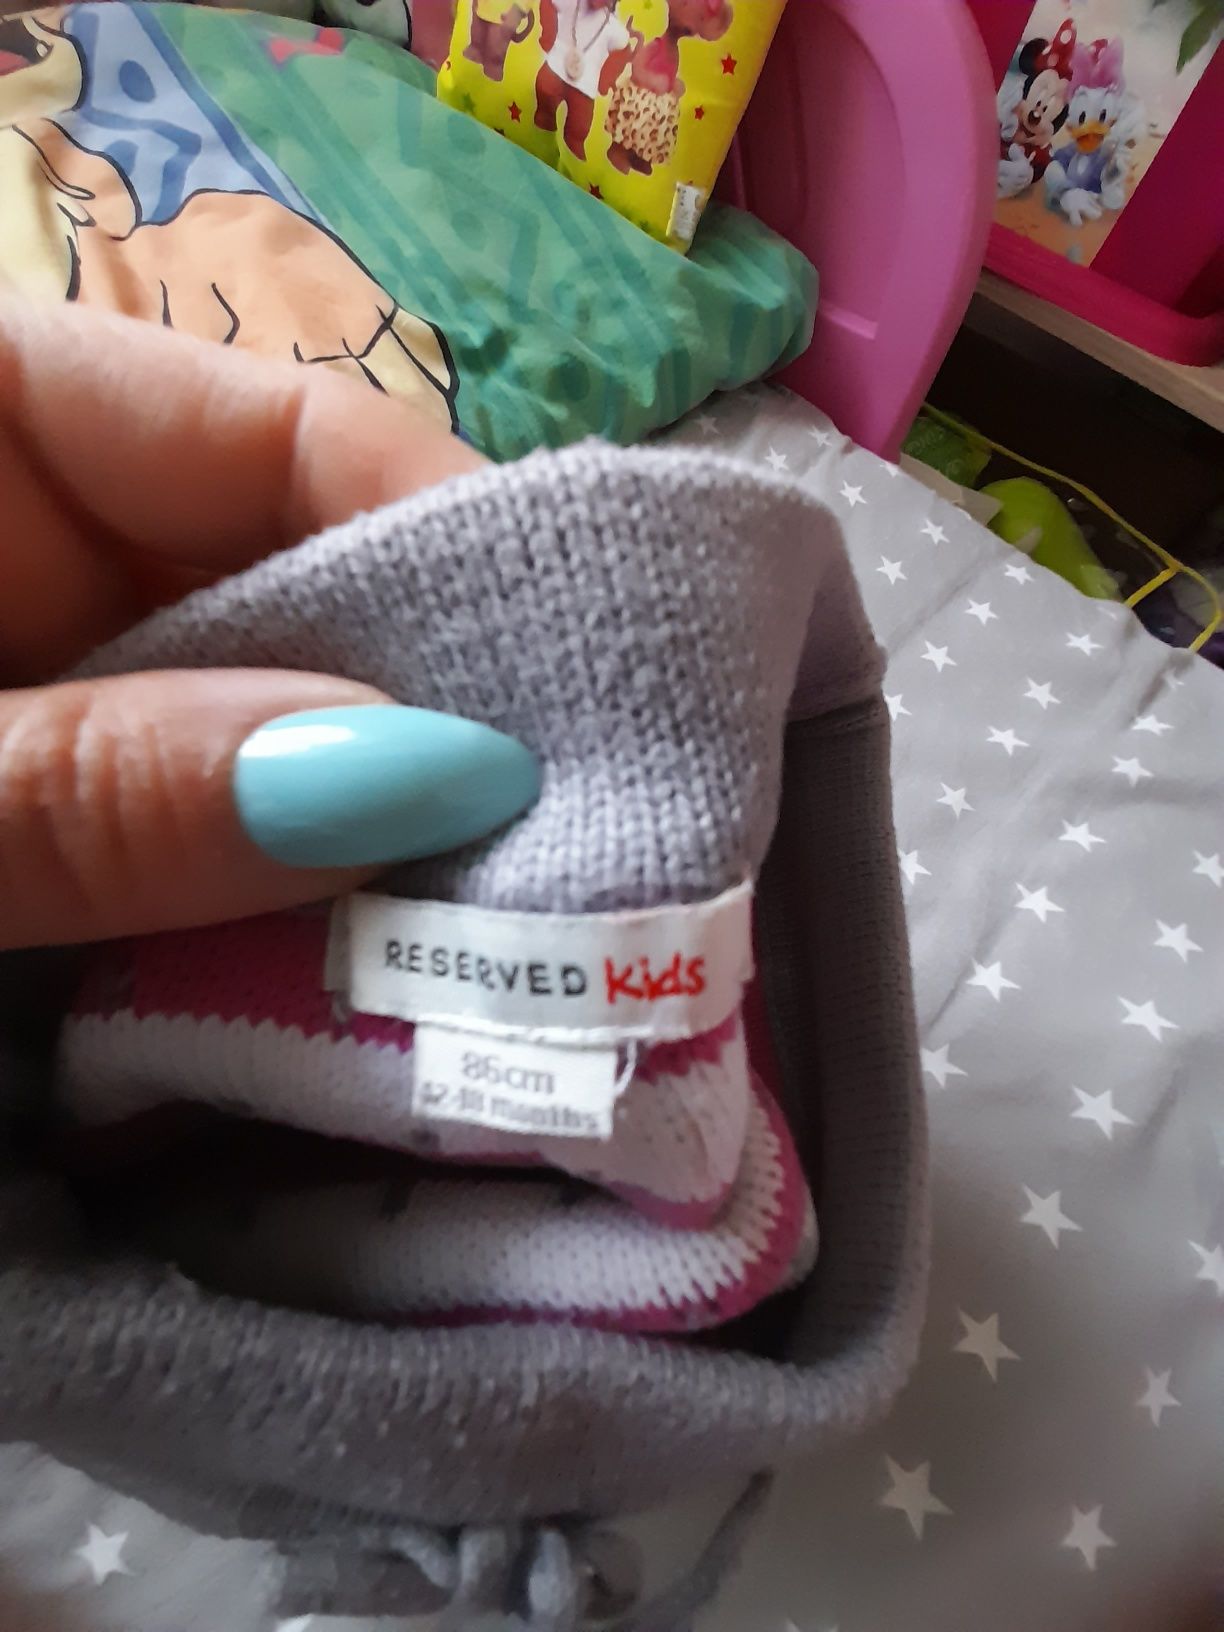 RESERVED Kids
86cm
12-18 months